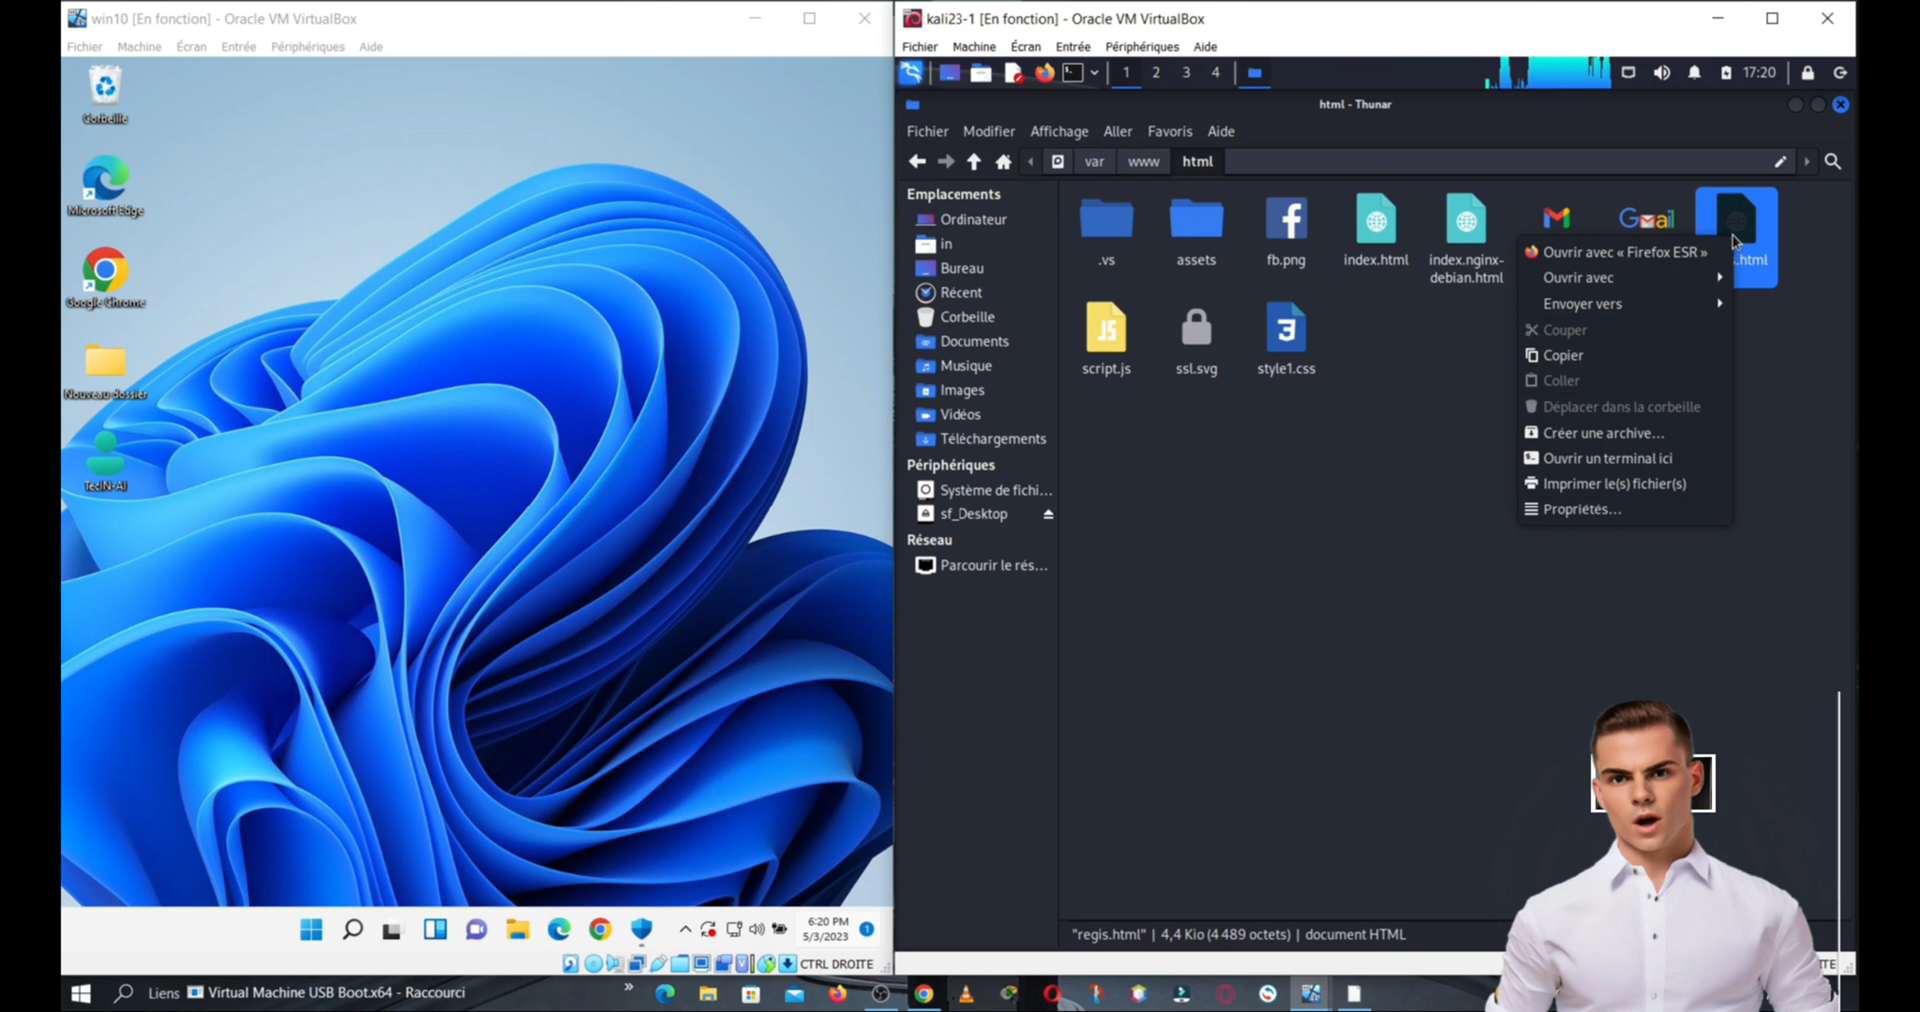 win10 [En fonction] - Oracle VM VirtualBox
Fichier Machine Écran Entrée Périphériques Aide
Corbeille
Microsoft Edge
Google Chrome
Nouveau dossier
TecIN-AI
6:20 PM
5/3/2023
1
CTRL DROITE
kali23-1 [En fonction] - Oracle VM VirtualBox
Fichier Machine Écran Entrée Périphériques Aide
1 2 3 4
17:20
html - Thunar
Fichier Modifier Affichage Aller Favoris Aide
var www html
Emplacements
Ordinateur
in
Bureau
Récent
Corbeille
Documents
Musique
Images
Vidéos
Téléchargements
Périphériques
Système de fichi...
sf_Desktop
Réseau
Parcourir le rés...
Gmail
.vs
assets
fb.png
index.html
index.nginx-
debian.html
.html
JS
script.js
ssl.svg
style1.css
Ouvrir avec « Firefox ESR »
Ouvrir avec
Envoyer vers
Couper
Copier
Coller
Déplacer dans la corbeille
Créer une archive...
Ouvrir un terminal ici
Imprimer le(s) fichier(s)
Propriétés...
"regis.html" | 4,4 Kio (4 489 octets) | document HTML
ITE
Liens Virtual Machine USB Boot.x64 - Raccourci